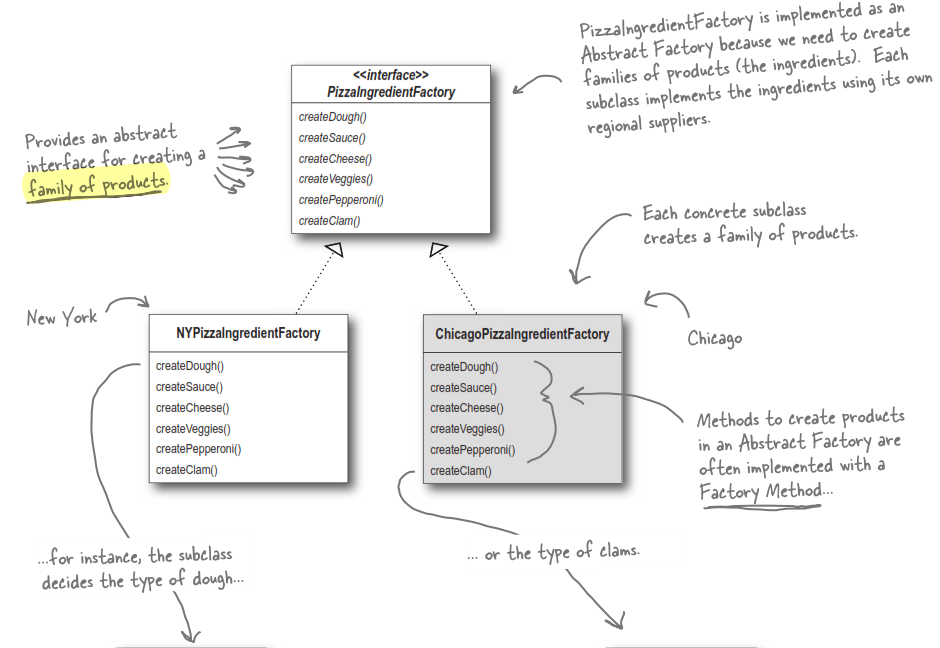 PizzaIngredientFactory is implemented as an
Abstract Factory because we need to create
families of products (the ingredients). Each
subclass implements the ingredients using its own
regional suppliers.
<<interface>>
PizzaIngredientFactory
createDough()
createSauce()
createCheese()
createVeggies()
createPepperoni()
createClam()
Provides an abstract
interface for creating a
family of products.
Each concrete subclass
creates a family of products.
New York
NYPizzaIngredientFactory
createDough()
createSauce()
createCheese()
createVeggies()
createPepperoni()
createClam()
ChicagoPizzaIngredientFactory
createDough()
createSauce()
createCheese()
createVeggies()
createPepperoni()
createClam()
Chicago
Methods to create products
in an Abstract Factory are
often implemented with a
Factory Method...
...for instance, the subclass
decides the type of dough...
... or the type of clams.